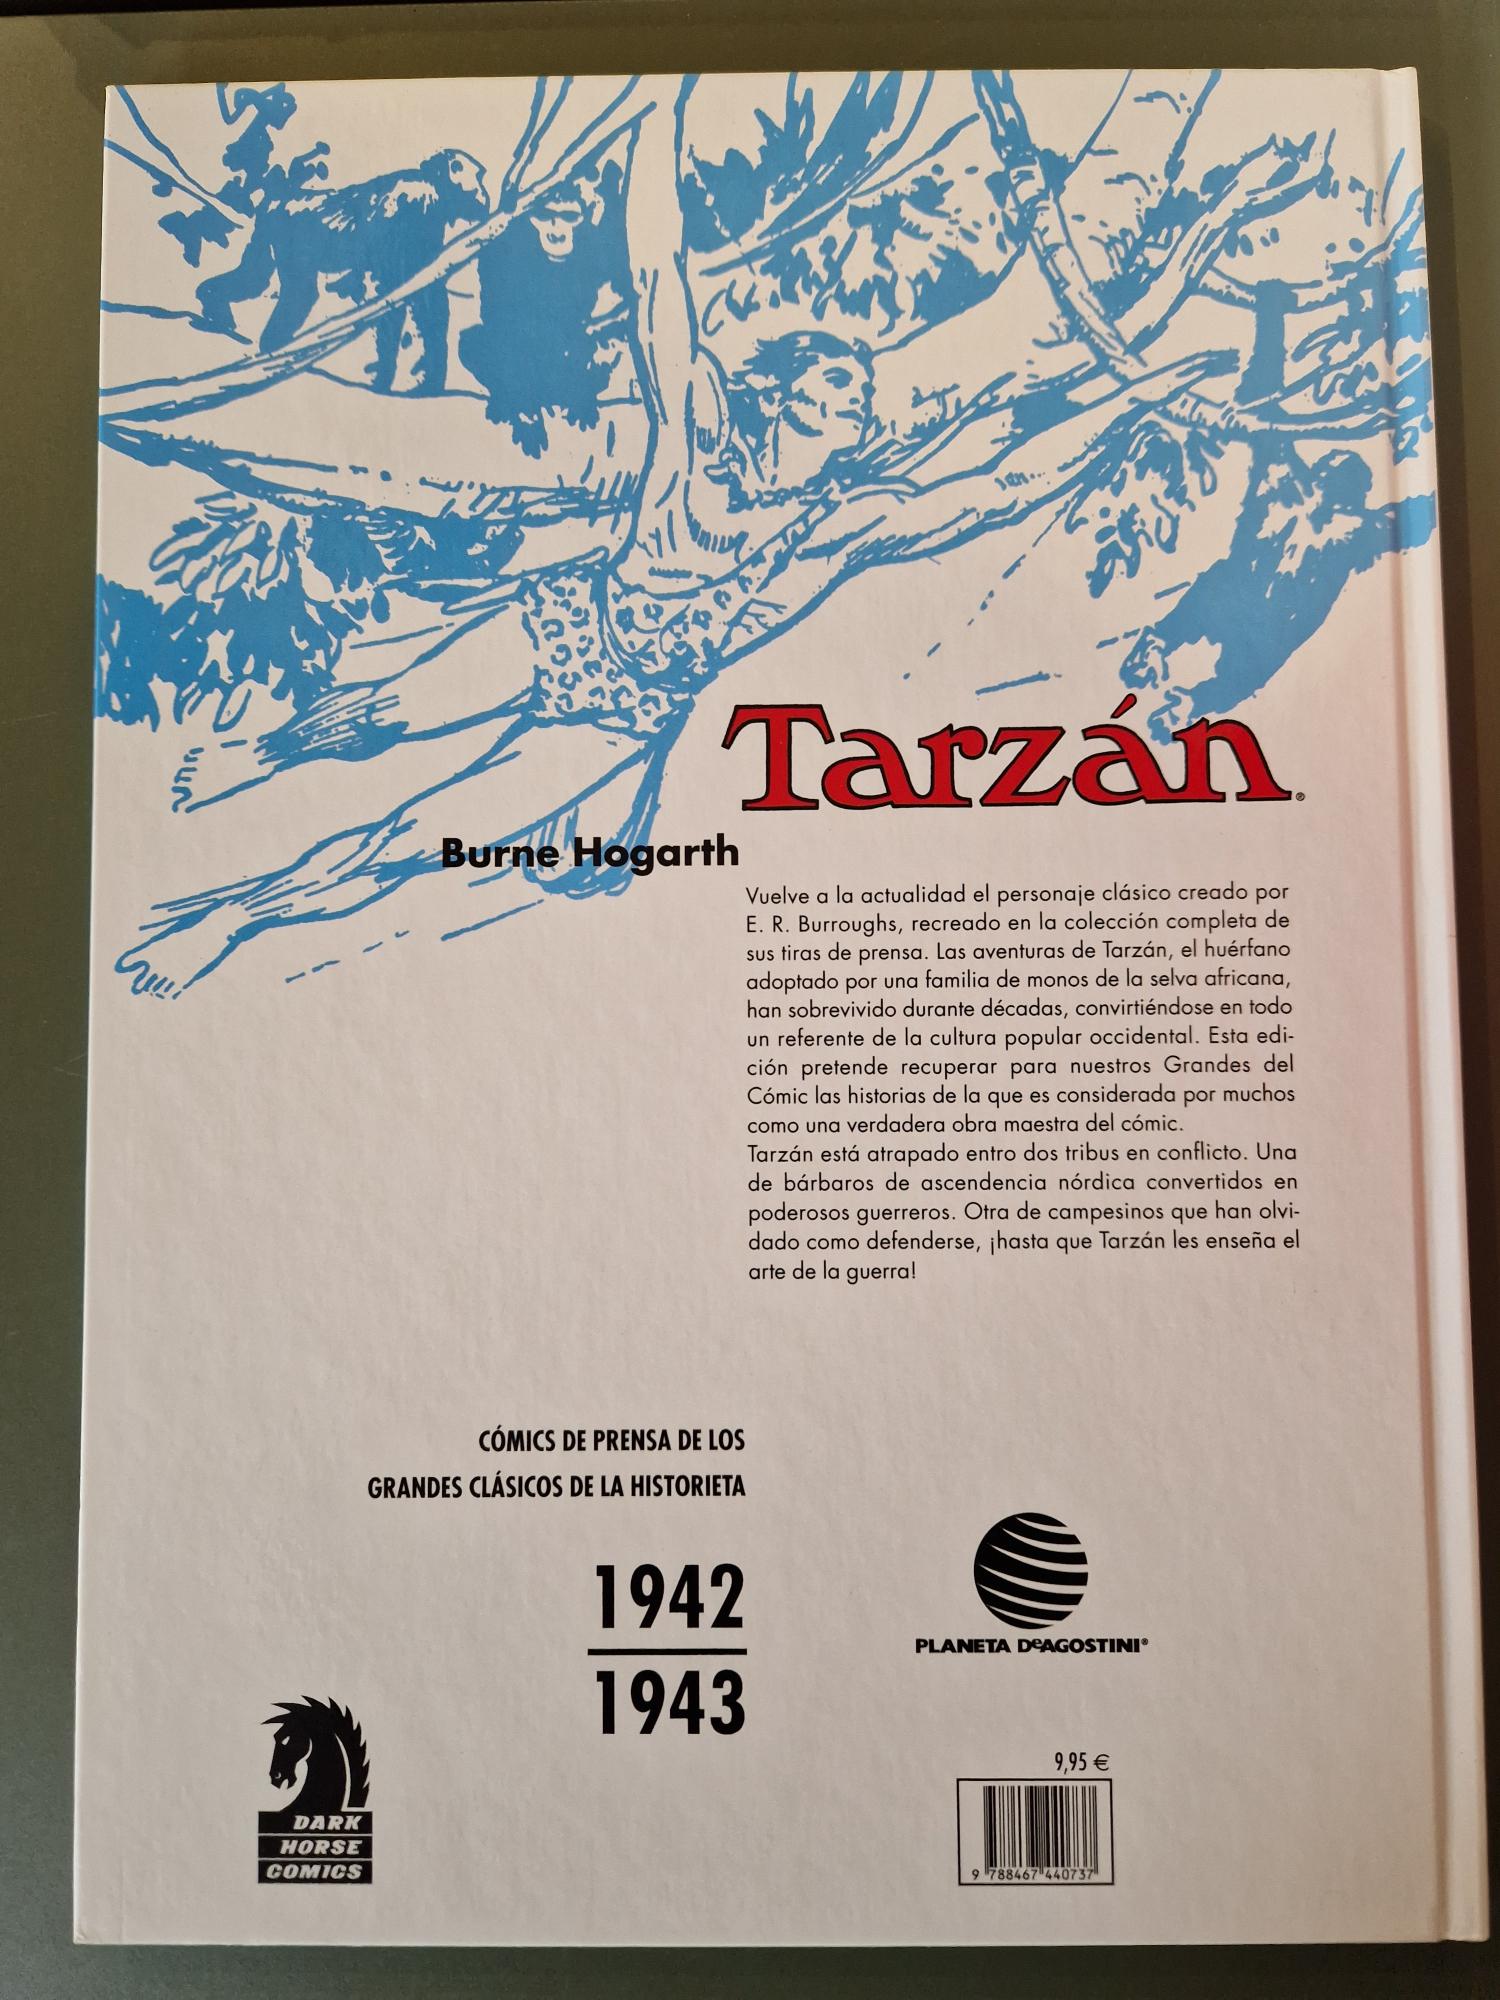 Tarzán®
Burne Hogarth
Vuelve a la actualidad el personaje clásico creado por
E. R. Burroughs, recreado en la colección completa de
sus tiras de prensa. Las aventuras de Tarzán, el huérfano
adoptado por una familia de monos de la selva africana,
han sobrevivido durante décadas, convirtiéndose en todo
un referente de la cultura popular occidental. Esta edi-
ción pretende recuperar para nuestros Grandes del
Cómic las historias de la que es considerada por muchos
como una verdadera obra maestra del cómic.
Tarzán está atrapado entro dos tribus en conflicto. Una
de bárbaros de ascendencia nórdica convertidos en
poderosos guerreros. Otra de campesinos que han olvi-
dado como defenderse, ¡hasta que Tarzán les enseña el
arte de la guerra!
CÓMICS DE PRENSA DE LOS
GRANDES CLÁSICOS DE LA HISTORIETA
1942
1943
PLANETA DeAGOSTINI®
DARK
HORSE
COMICS
9,95 €
9 788467 440737